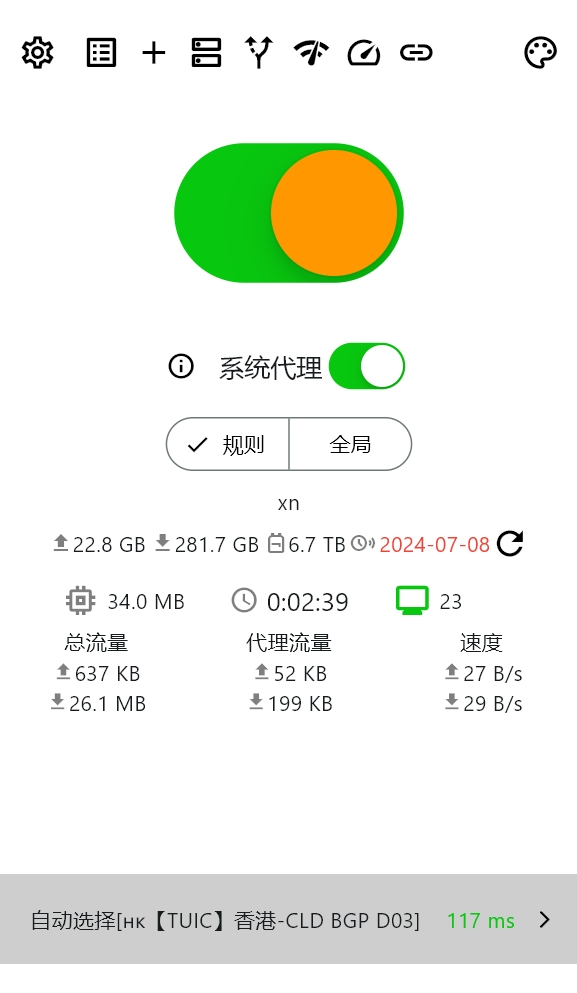 系统代理
规则 全局
xn
22.8 GB 281.7 GB 6.7 TB 2024-07-08
34.0 MB 0:02:39 23
总流量 代理流量 速度
637 KB 52 KB 27 B/s
26.1 MB 199 KB 29 B/s
自动选择[нк【TUIC】香港-CLD BGP D03] 117 ms